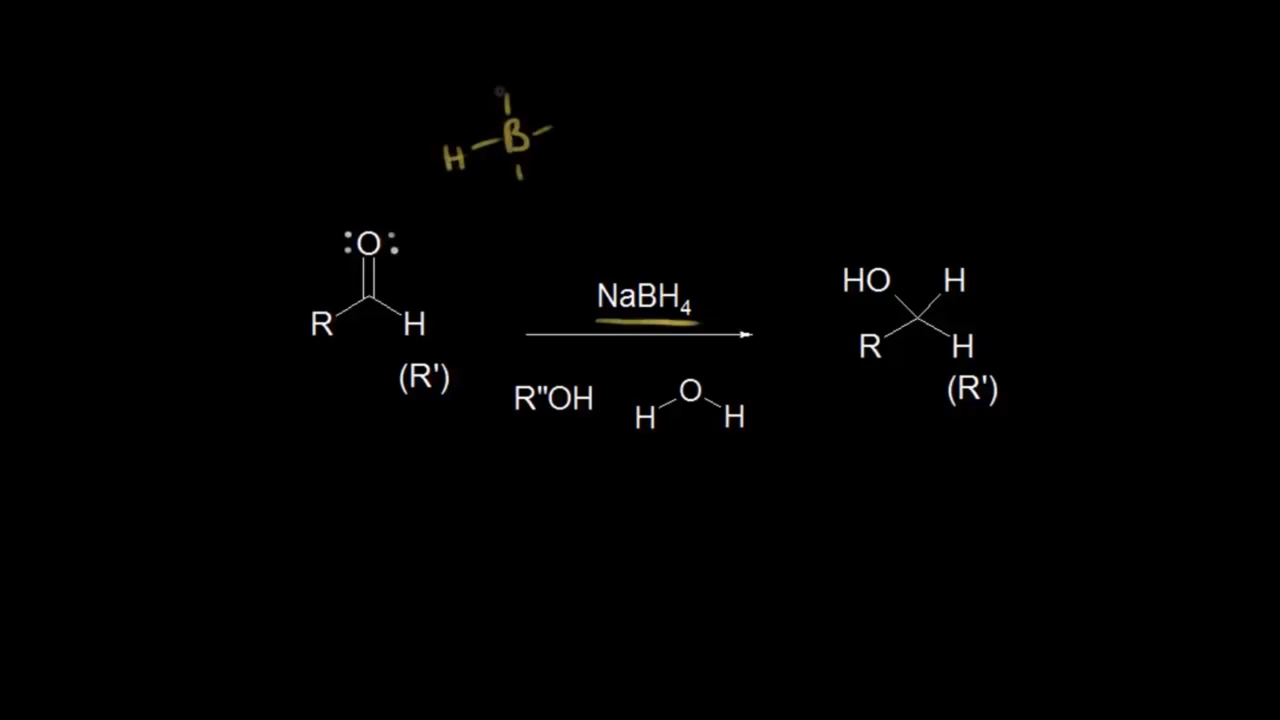 H B
:O:
R H
(R')
NaBH₄
R"OH H O H
HO H
R H
(R')